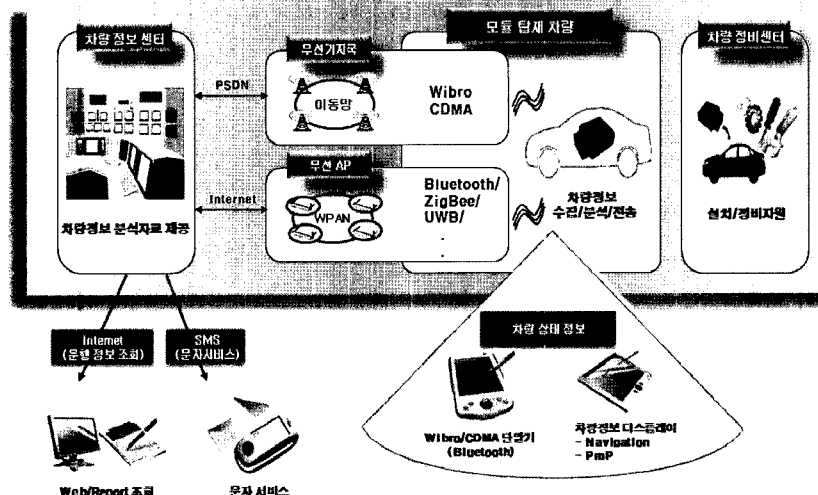 차량 정보 센터
차량정보 분석자료 제공
PSDN
Internet
무선기지국
이동망
Wibro
CDMA
무선 AP
WPAN
Bluetooth/
ZigBee/
UWB/
.
.
모듈 탑재 차량
차량정보
수집/분석/전송
차량 정비센터
설치/정비지원
Internet
(운행 정보 조회)
SMS
(문자서비스)
Web/Report 조회
문자 서비스
차량 상태 정보
Wibro/CDMA 단말기
(Bluetooth)
차량정보 디스플레이
- Navigation
- PmP